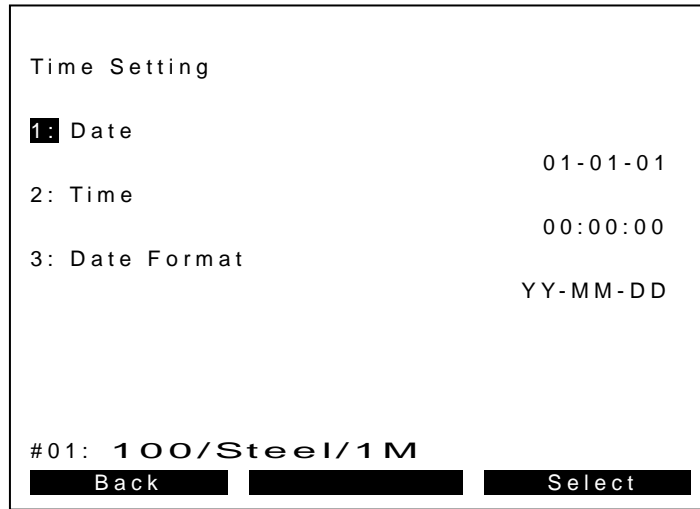 Time Setting
1: Date
01-01-01
2: Time
00:00:00
3: Date Format
YY-MM-DD
#01: 100/Steel/1M
Back Select